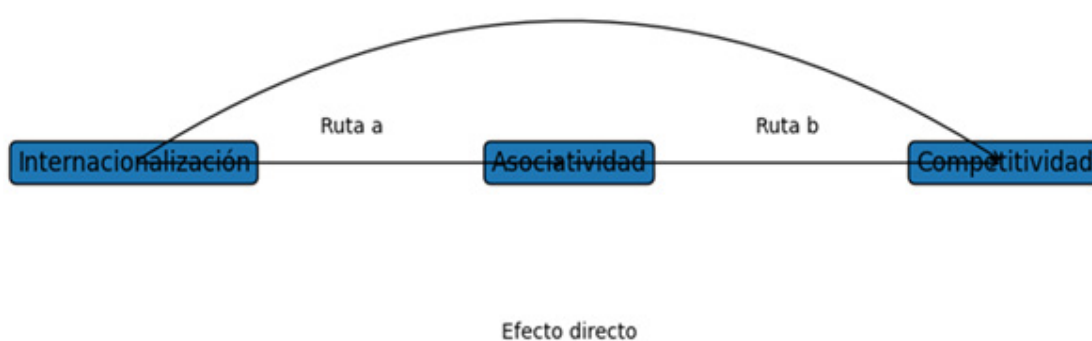 Ruta a
Ruta b
Internacionalización
Asociatividad
Competitividad
Efecto directo